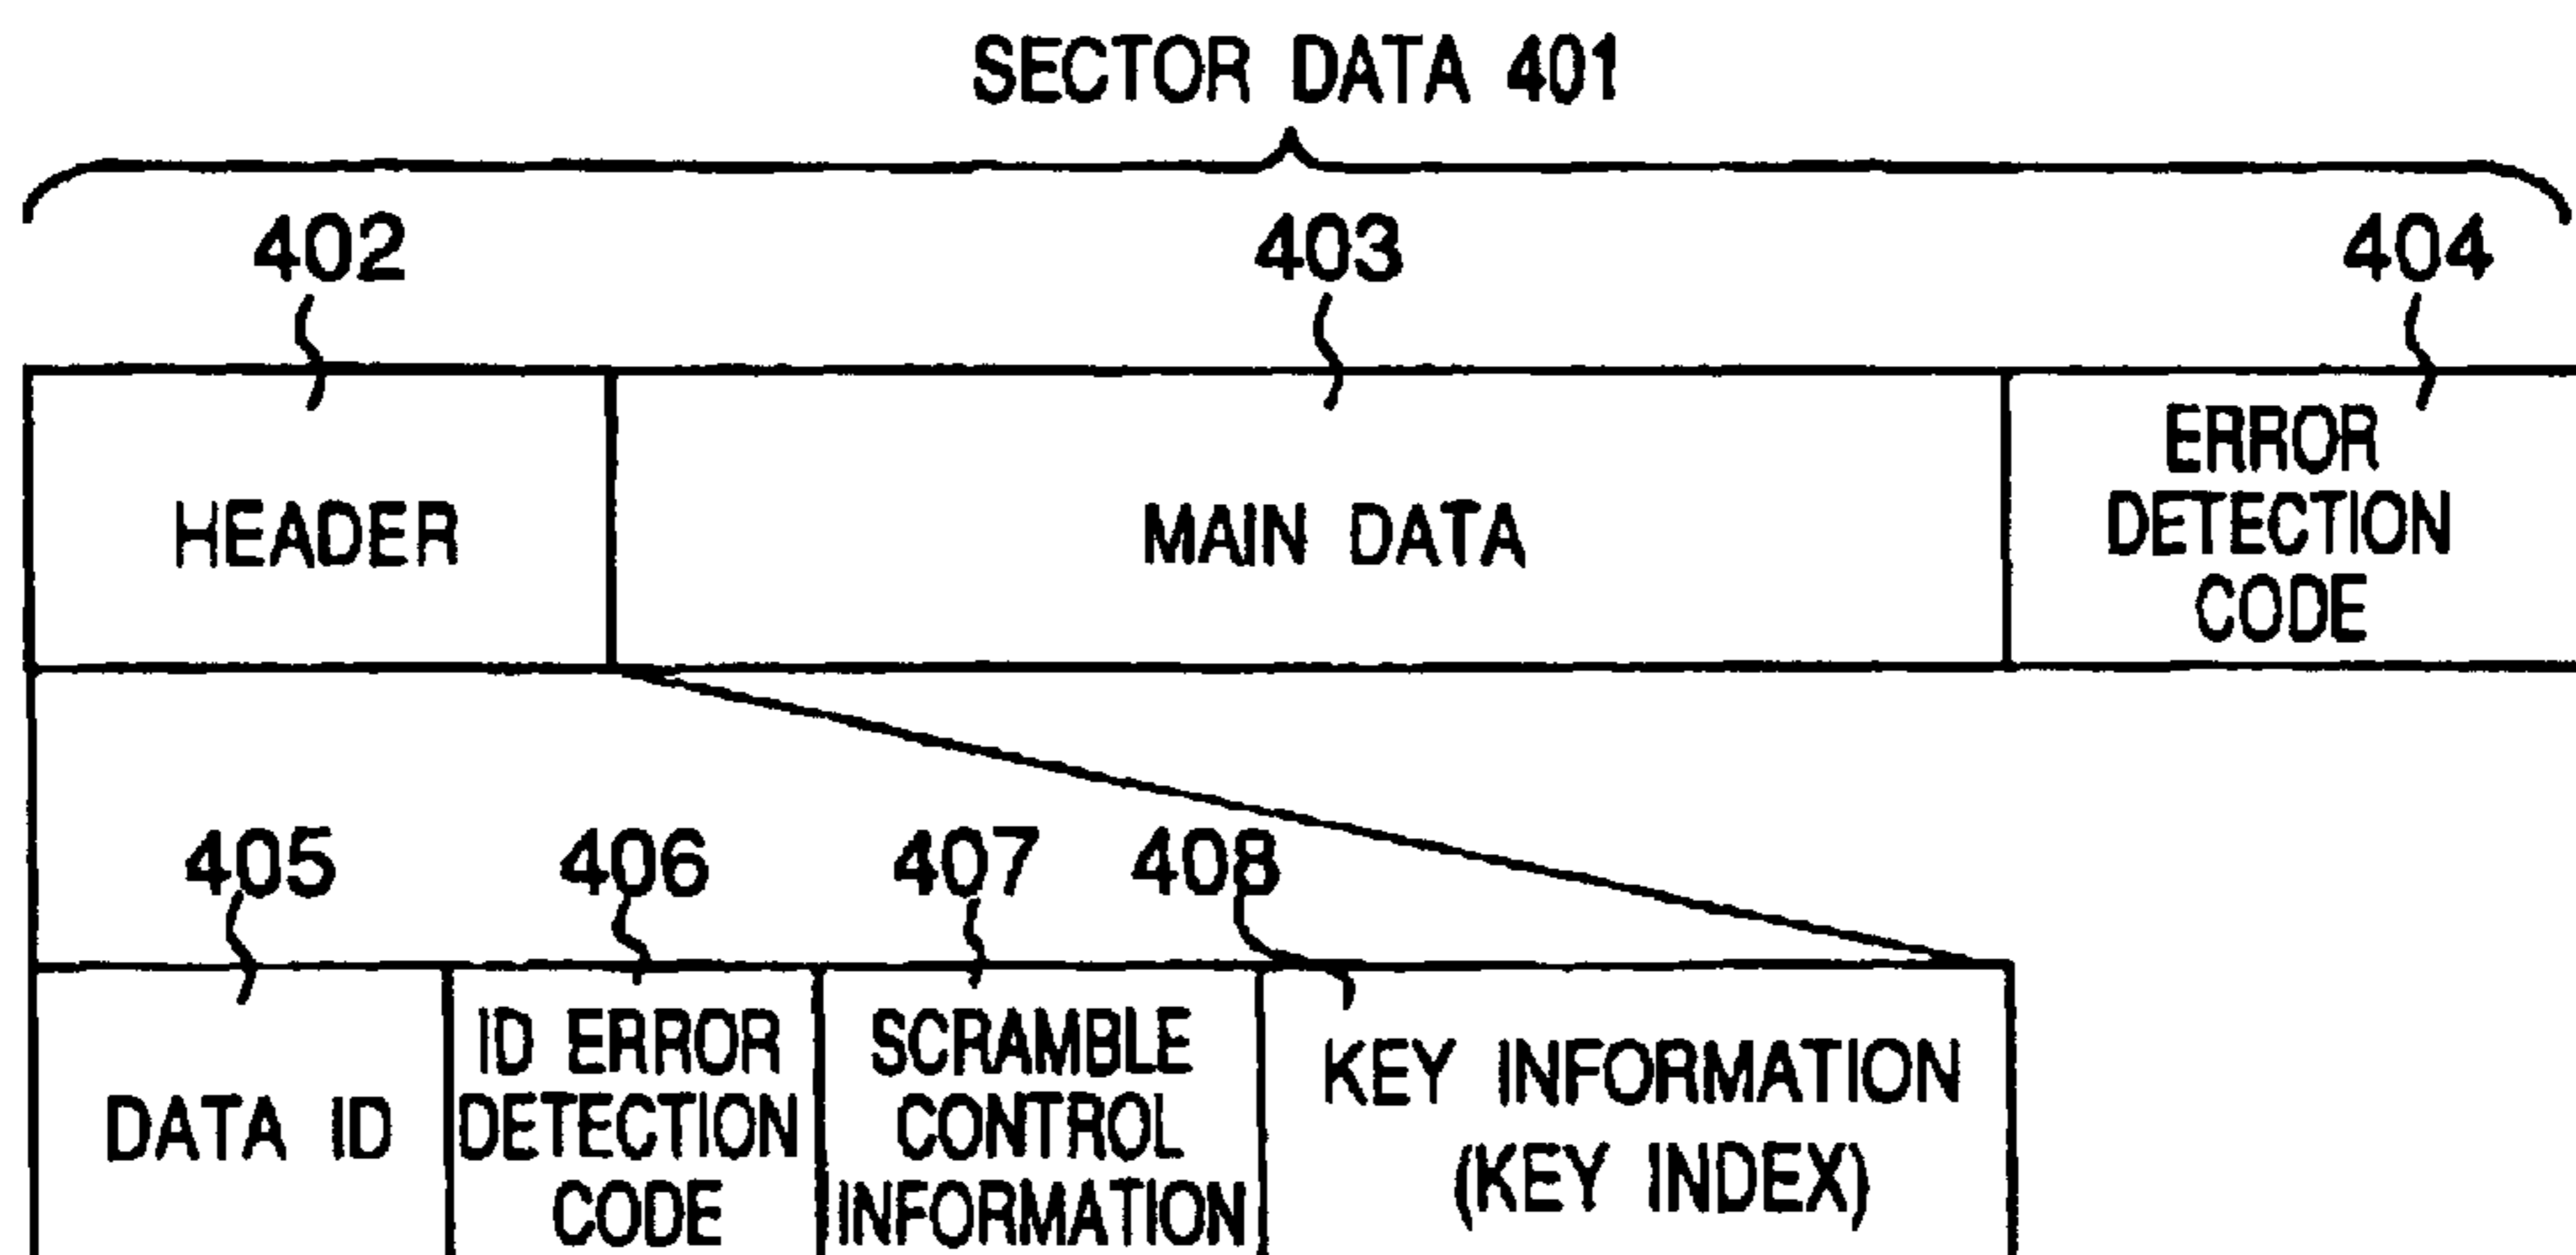 SECTOR DATA 401
402 403 404
HEADER
MAIN DATA
ERROR
DETECTION
CODE
405 406 407 408
DATA ID
ID ERROR
DETECTION
CODE
SCRAMBLE
CONTROL
INFORMATION
KEY INFORMATION
(KEY INDEX)